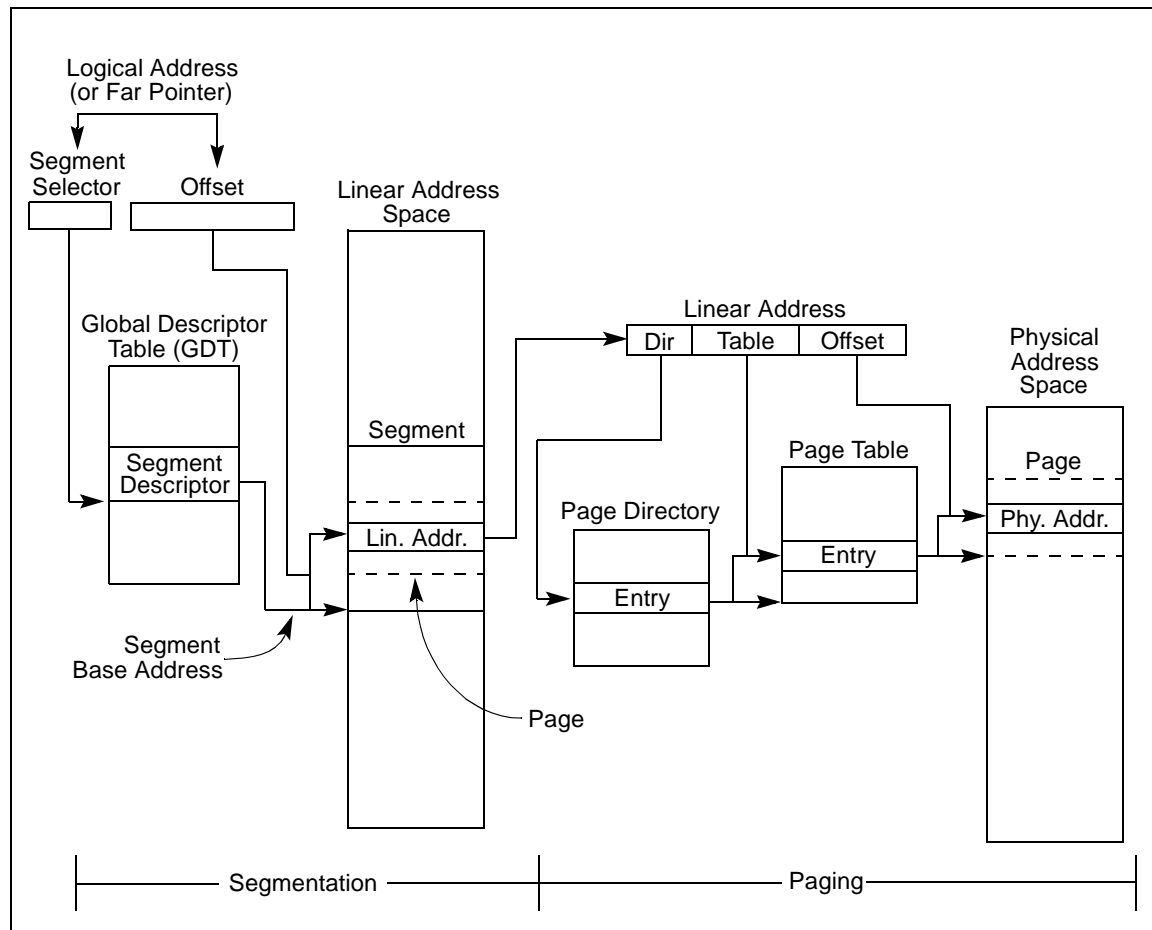 Logical Address
(or Far Pointer)
Segment
Selector
Offset
Linear Address
Space
Global Descriptor
Table (GDT)
Segment
Descriptor
Segment
Lin. Addr.
Segment
Base Address
Page
Linear Address
Dir
Table
Offset
Physical
Address
Space
Page Table
Page
Page Directory
Phy. Addr.
Entry
Entry
Segmentation
Paging